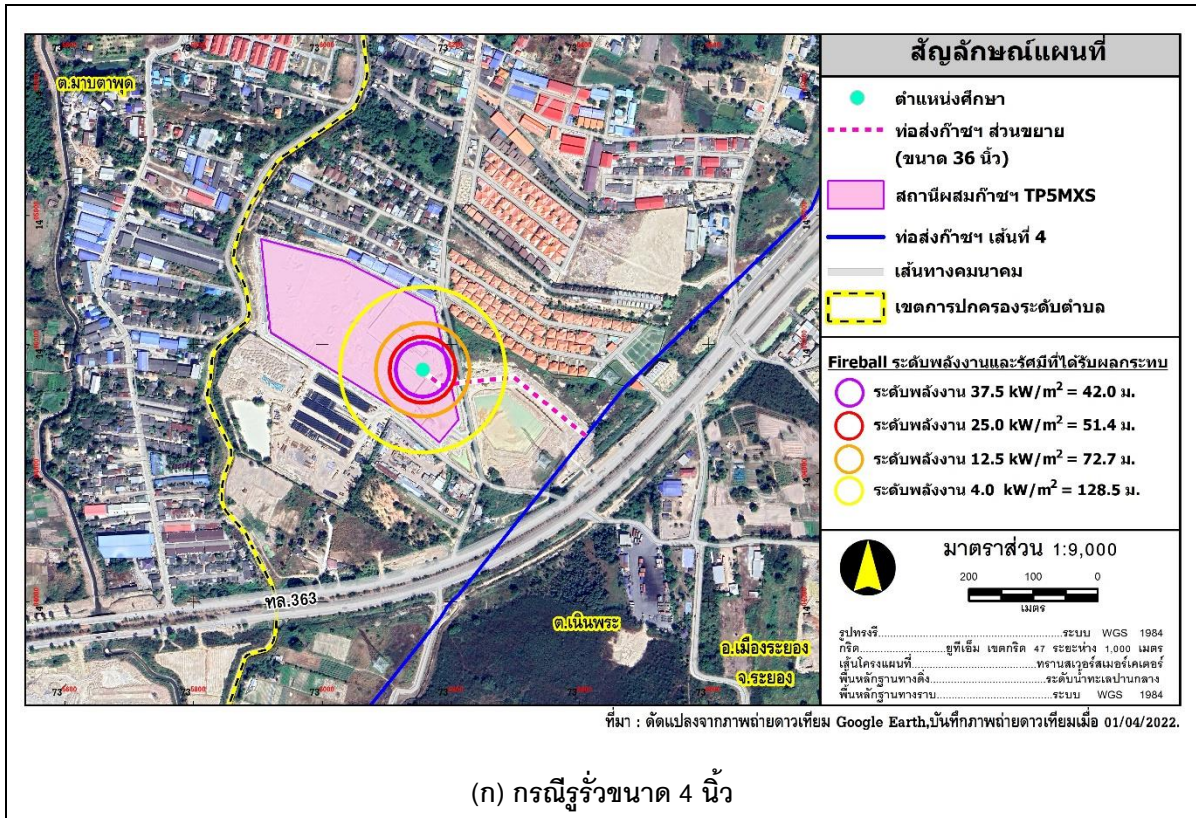 ต.มาบตาพุด
ทล.363
ต.เนินพระ
อ.เมืองระยอง
จ.ระยอง
สัญลักษณ์แผนที่
ตำแหน่งศึกษา
ท่อส่งก๊าซฯ ส่วนขยาย
(ขนาด 36 นิ้ว)
สถานีผสมก๊าซฯ TP5MXS
ท่อส่งก๊าซฯ เส้นที่ 4
เส้นทางคมนาคม
เขตการปกครองระดับตำบล
Fireball ระดับพลังงานและรัศมีที่ได้รับผลกระทบ
ระดับพลังงาน 37.5 kW/m² = 42.0 ม.
ระดับพลังงาน 25.0 kW/m² = 51.4 ม.
ระดับพลังงาน 12.5 kW/m² = 72.7 ม.
ระดับพลังงาน 4.0 kW/m² = 128.5 ม.
มาตราส่วน 1:9,000
200 100 0
เมตร
รูปทรงรี.....................................ระบบ WGS 1984
กริด....................ยูทีเอ็ม เขตกริด 47 ระยะห่าง 1,000 เมตร
เส้นโครงแผนที่............................ทรานสเวอร์สเมอร์เคเตอร์
พื้นหลักฐานทางดิ่ง............................ระดับน้ำทะเลปานกลาง
พื้นหลักฐานทางราบ............................ระบบ WGS 1984
ที่มา : ดัดแปลงจากภาพถ่ายดาวเทียม Google Earth,บันทึกภาพถ่ายดาวเทียมเมื่อ 01/04/2022.
(ก) กรณีรูรั่วขนาด 4 นิ้ว